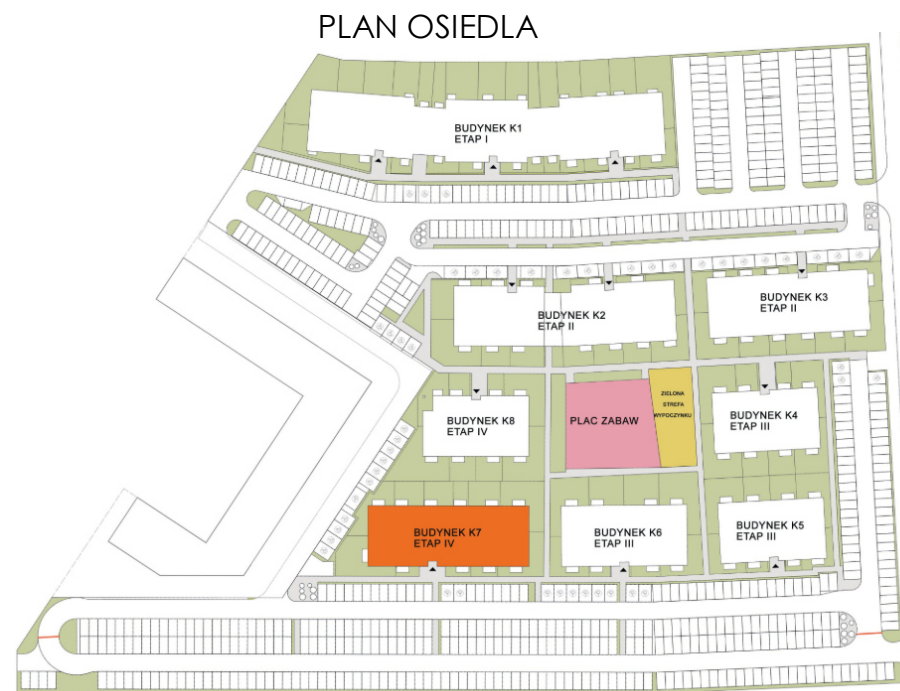 PLAN OSIEDLA
BUDYNEK K1
ETAP I
BUDYNEK K2
ETAP II
BUDYNEK K3
ETAP II
BUDYNEK K8
ETAP IV
PLAC ZABAW
ZIELONA
STREFA
WYPOCZYNKU
BUDYNEK K4
ETAP III
BUDYNEK K7
ETAP IV
BUDYNEK K6
ETAP III
BUDYNEK K5
ETAP III